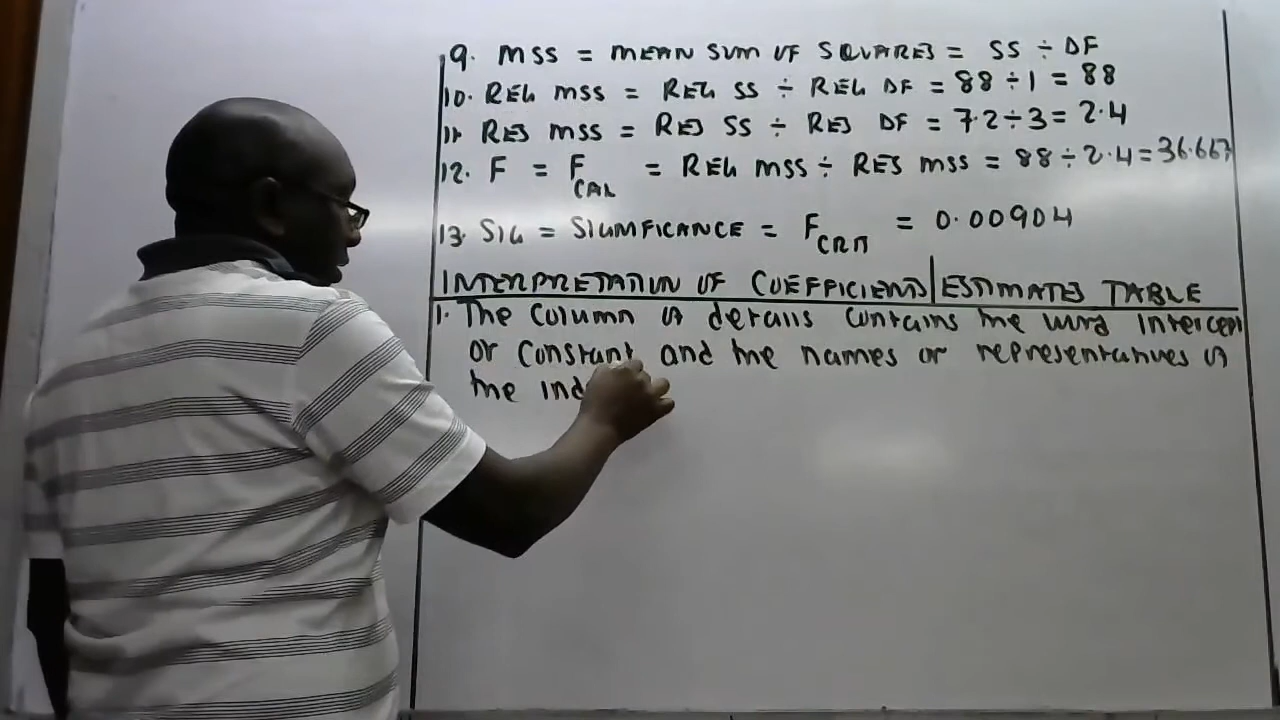 9. MSS = MEAN SUM OF SQUARES = SS ÷ DF
10. REG MSS = REG SS ÷ REG DF = 88 ÷ 1 = 88
11. RES MSS = RES SS ÷ RES DF = 7.2 ÷ 3 = 2.4
12. F = F CAL = REG MSS ÷ RES MSS = 88 ÷ 2.4 = 36.667
13. SIG = SIGNIFICANCE = F CRIT = 0.00904
INTERPRETATION OF COEFFICIENTS|ESTIMATES TABLE
1. The column of details contains the word Intercept
or constant and the names or representatives of
the ind